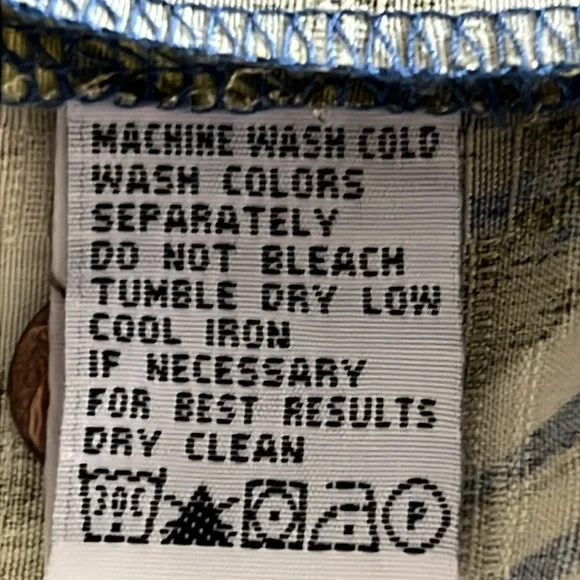 MACHINE WASH COLD
WASH COLORS
SEPARATELY
DO NOT BLEACH
TUMBLE DRY LOW
COOL IRON
IF NECESSARY
FOR BEST RESULTS
DRY CLEAN
30C P